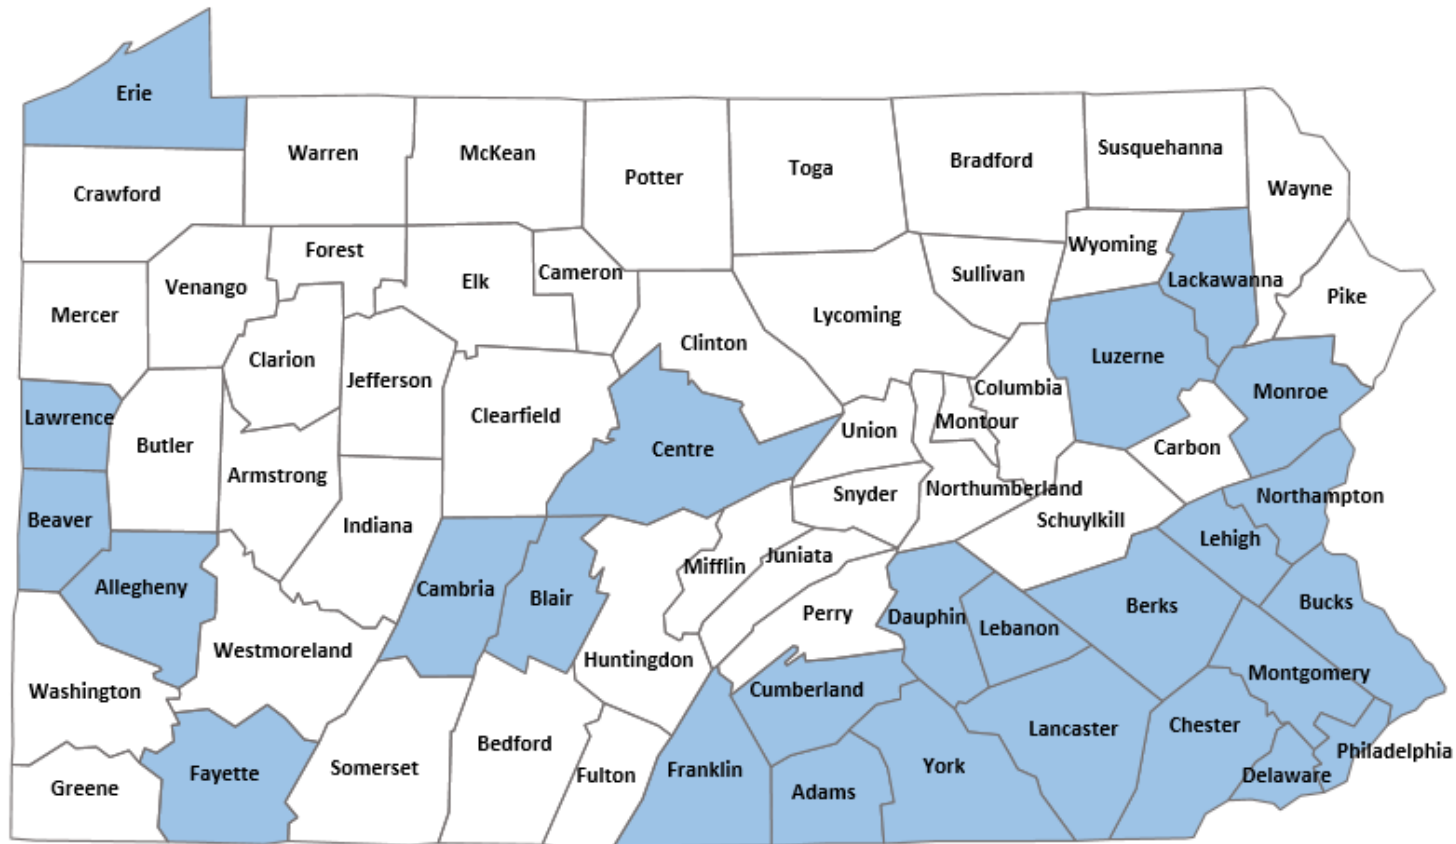 Erie
Warren
McKean
Potter
Toga
Bradford
Susquehanna
Wayne
Crawford
Forest
Venango
Elk
Cameron
Wyoming
Sullivan
Lackawanna
Pike
Mercer
Lycoming
Clinton
Clarion
Luzerne
Jefferson
Columbia
Monroe
Lawrence
Clearfield
Montour
Butler
Union
Centre
Carbon
Armstrong
Snyder
Northumberland
Northampton
Beaver
Indiana
Schuylkill
Lehigh
Juniata
Mifflin
Allegheny
Cambria
Blair
Perry
Dauphin
Lebanon
Berks
Bucks
Westmoreland
Huntingdon
Montgomery
Washington
Cumberland
Lancaster
Chester
Philadelphia
Bedford
Somerset
Fayette
Greene
Fulton
Franklin
York
Adams
Delaware